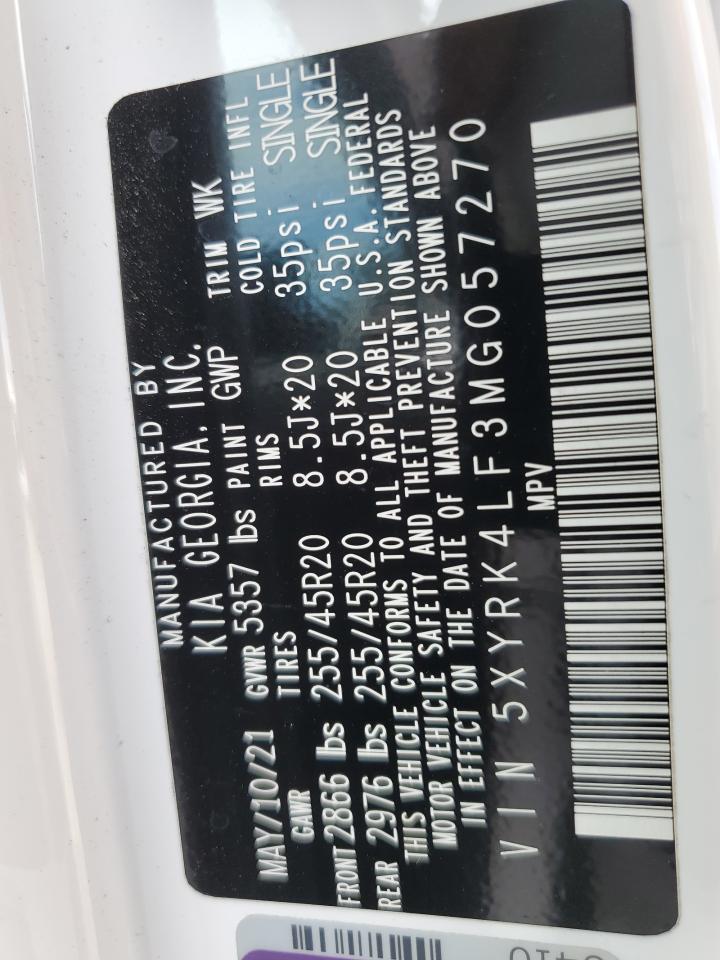 MANUFACTURED BY
KIA GEORGIA, INC.
MAY/10/21 GVWR 5357 lbs PAINT GWP TRIM WK
GAWR TIRES RIMS COLD TIRE INFL
FRONT 2866 lbs 255/45R20 8.5J*20 35psi SINGLE
REAR 2976 lbs 255/45R20 8.5J*20 35psi SINGLE
THIS VEHICLE CONFORMS TO ALL APPLICABLE U.S.A. FEDERAL
MOTOR VEHICLE SAFETY AND THEFT PREVENTION STANDARDS
IN EFFECT ON THE DATE OF MANUFACTURE SHOWN ABOVE
VIN 5XYRK4LF3MG057270
MPV